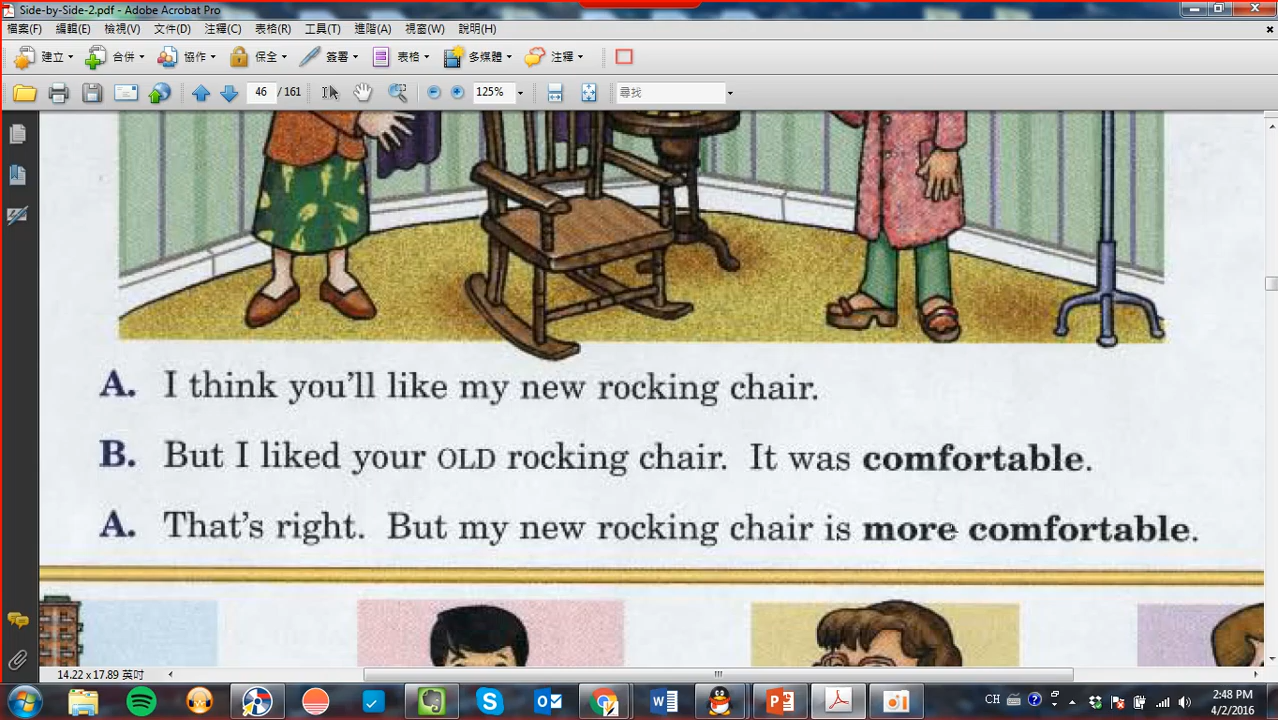 Side-by-Side-2.pdf - Adobe Acrobat Pro
檔案(F) 編輯(E) 檢視(V) 文件(D) 注釋(C) 表格(R) 工具(T) 進階(A) 視窗(W) 說明(H)
建立 合併 協作 保全 簽署 表格 多媒體 注釋
46 / 161 125% 尋找
A. I think you'll like my new rocking chair.
B. But I liked your OLD rocking chair. It was comfortable.
A. That's right. But my new rocking chair is more comfortable.
14.22 x 17.89 英吋
CH 2:48 PM
4/2/2016